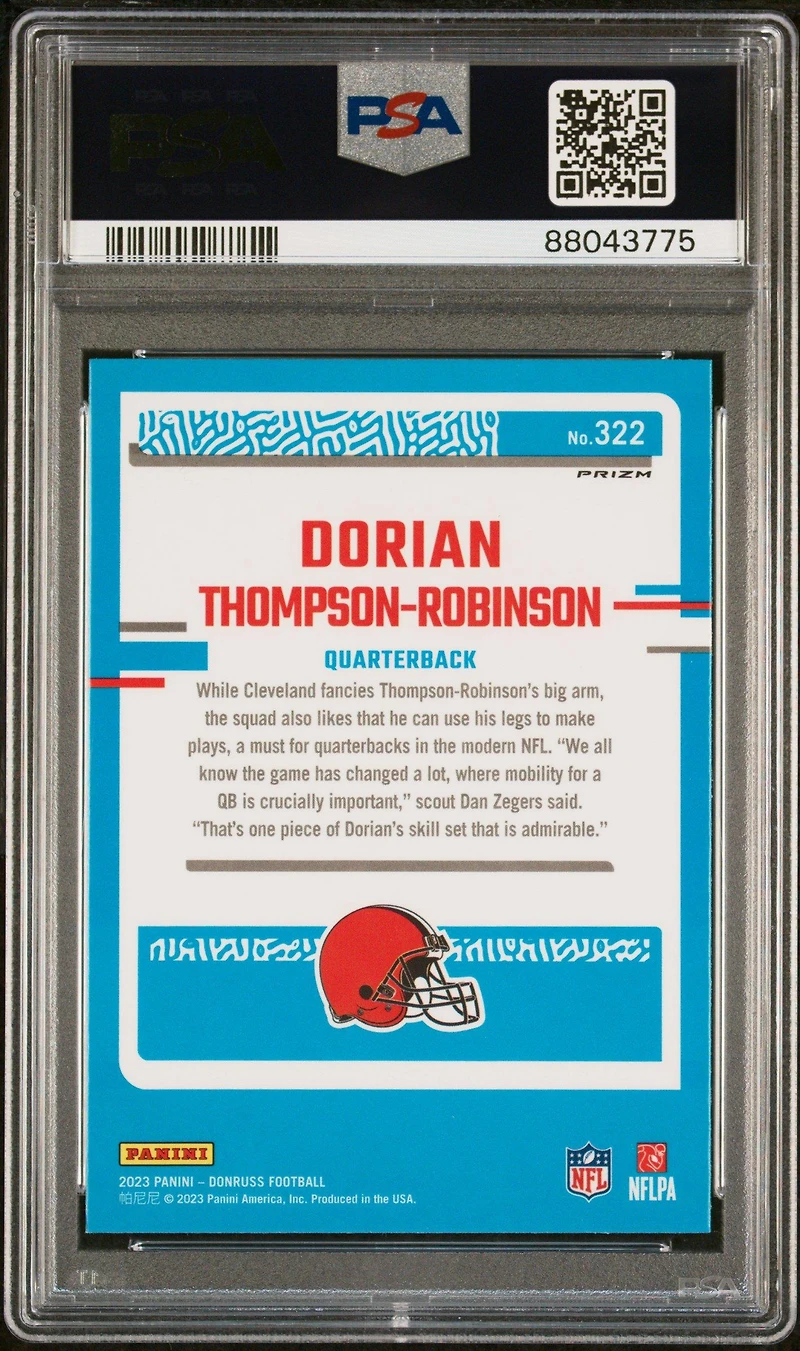 PSA
PSA
88043775
No.322
PRIZM
DORIAN
THOMPSON-ROBINSON
QUARTERBACK
While Cleveland fancies Thompson-Robinson's big arm,
the squad also likes that he can use his legs to make
plays, a must for quarterbacks in the modern NFL. “We all
know the game has changed a lot, where mobility for a
QB is crucially important,” scout Dan Zegers said.
“That's one piece of Dorian's skill set that is admirable.”
PANINI
2023 PANINI – DONRUSS FOOTBALL
帕尼尼 © 2023 Panini America, Inc. Produced in the USA.
NFL
NFLPA
PSA